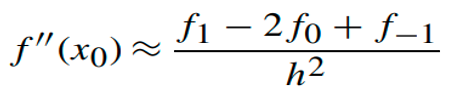 f″(x₀) ≈ (f₁ − 2f₀ + f₋₁) / h²